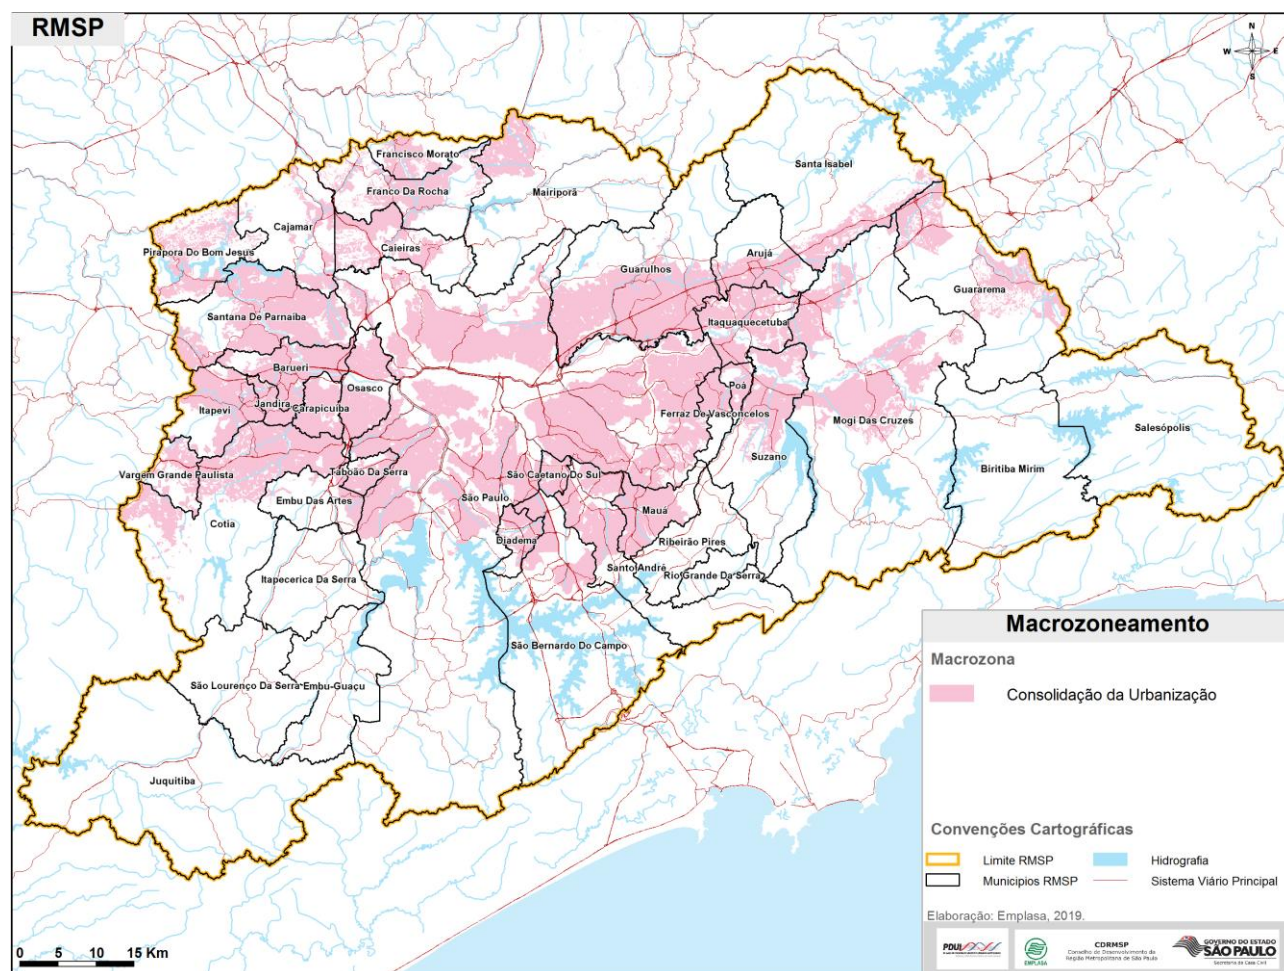 RMSP
N
W E
S
Francisco Morato
Santa Isabel
Franco Da Rocha
Mairiporã
Cajamar
Caieiras
Pirapora Do Bom Jesus
Arujá
Guarulhos
Guararema
Santana De Parnaíba
Itaquaquecetuba
Barueri
Osasco
Poá
Jandira
Carapicuíba
Itapevi
Ferraz De Vasconcelos
Mogi Das Cruzes
Salesópolis
Suzano
Biritiba Mirim
Vargem Grande Paulista
Taboão Da Serra
São Caetano Do Sul
Embu Das Artes
São Paulo
Mauá
Cotia
Diadema
Ribeirão Pires
Santo André
Rio Grande Da Serra
Itapecerica Da Serra
São Bernardo Do Campo
São Lourenço Da Serra
Embu-Guaçu
Juquitiba
0 5 10 15 Km
Macrozoneamento
Macrozona
Consolidação da Urbanização
Convenções Cartográficas
Limite RMSP
Hidrografia
Municipios RMSP
Sistema Viário Principal
Elaboração: Emplasa, 2019.
PDUI
EMPLASA
CDRMSP
Conselho de Desenvolvimento da
Região Metropolitana de São Paulo
GOVERNO DO ESTADO
SÃO PAULO
Secretaria da Casa Civil